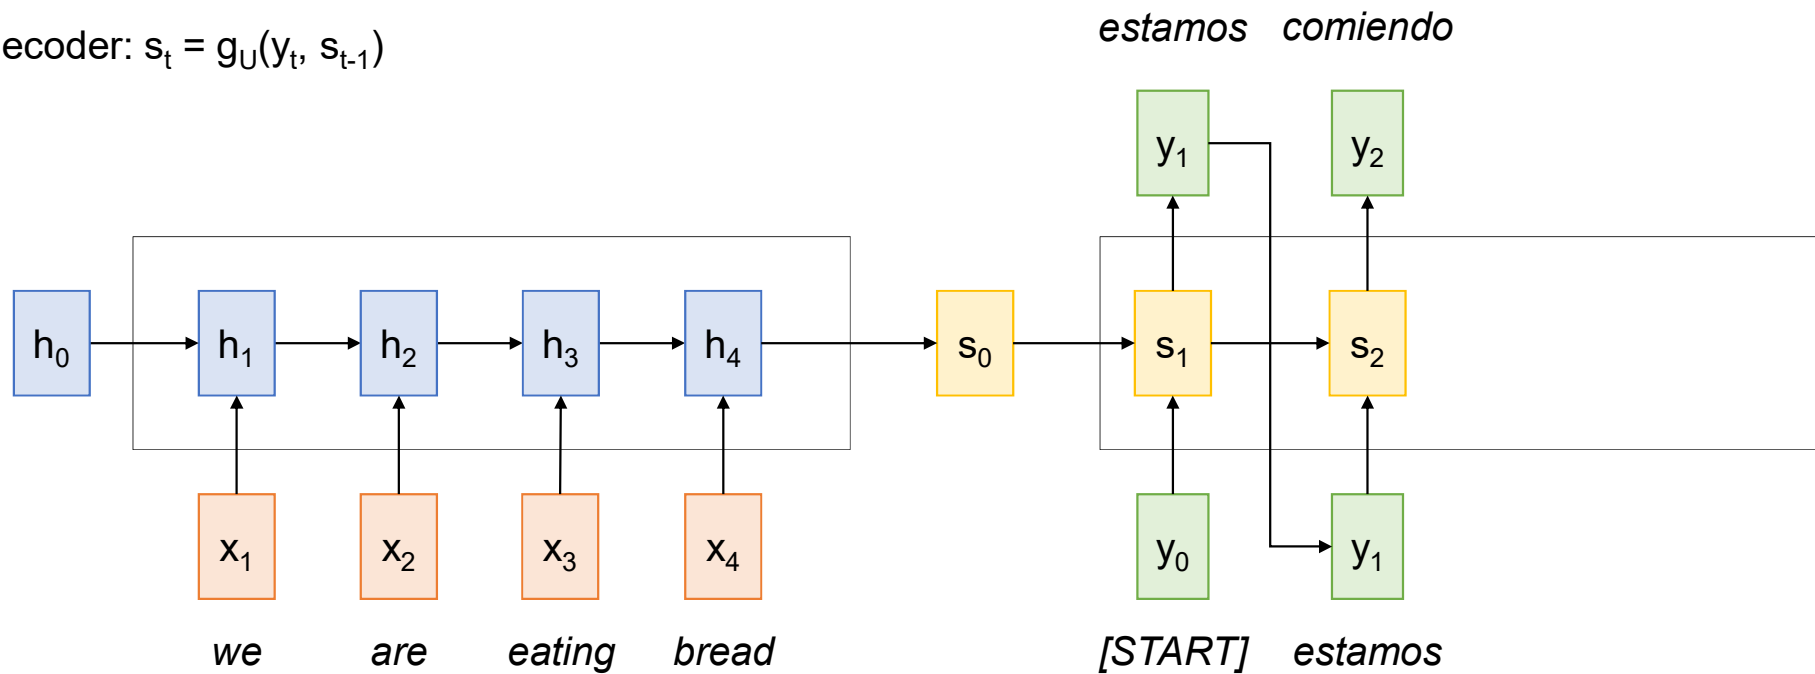 ecoder: sₜ = g_U(yₜ, sₜ₋₁)
estamos comiendo
y₁ y₂
h₀ h₁ h₂ h₃ h₄ s₀ s₁ s₂
x₁ x₂ x₃ x₄ y₀ y₁
we are eating bread [START] estamos